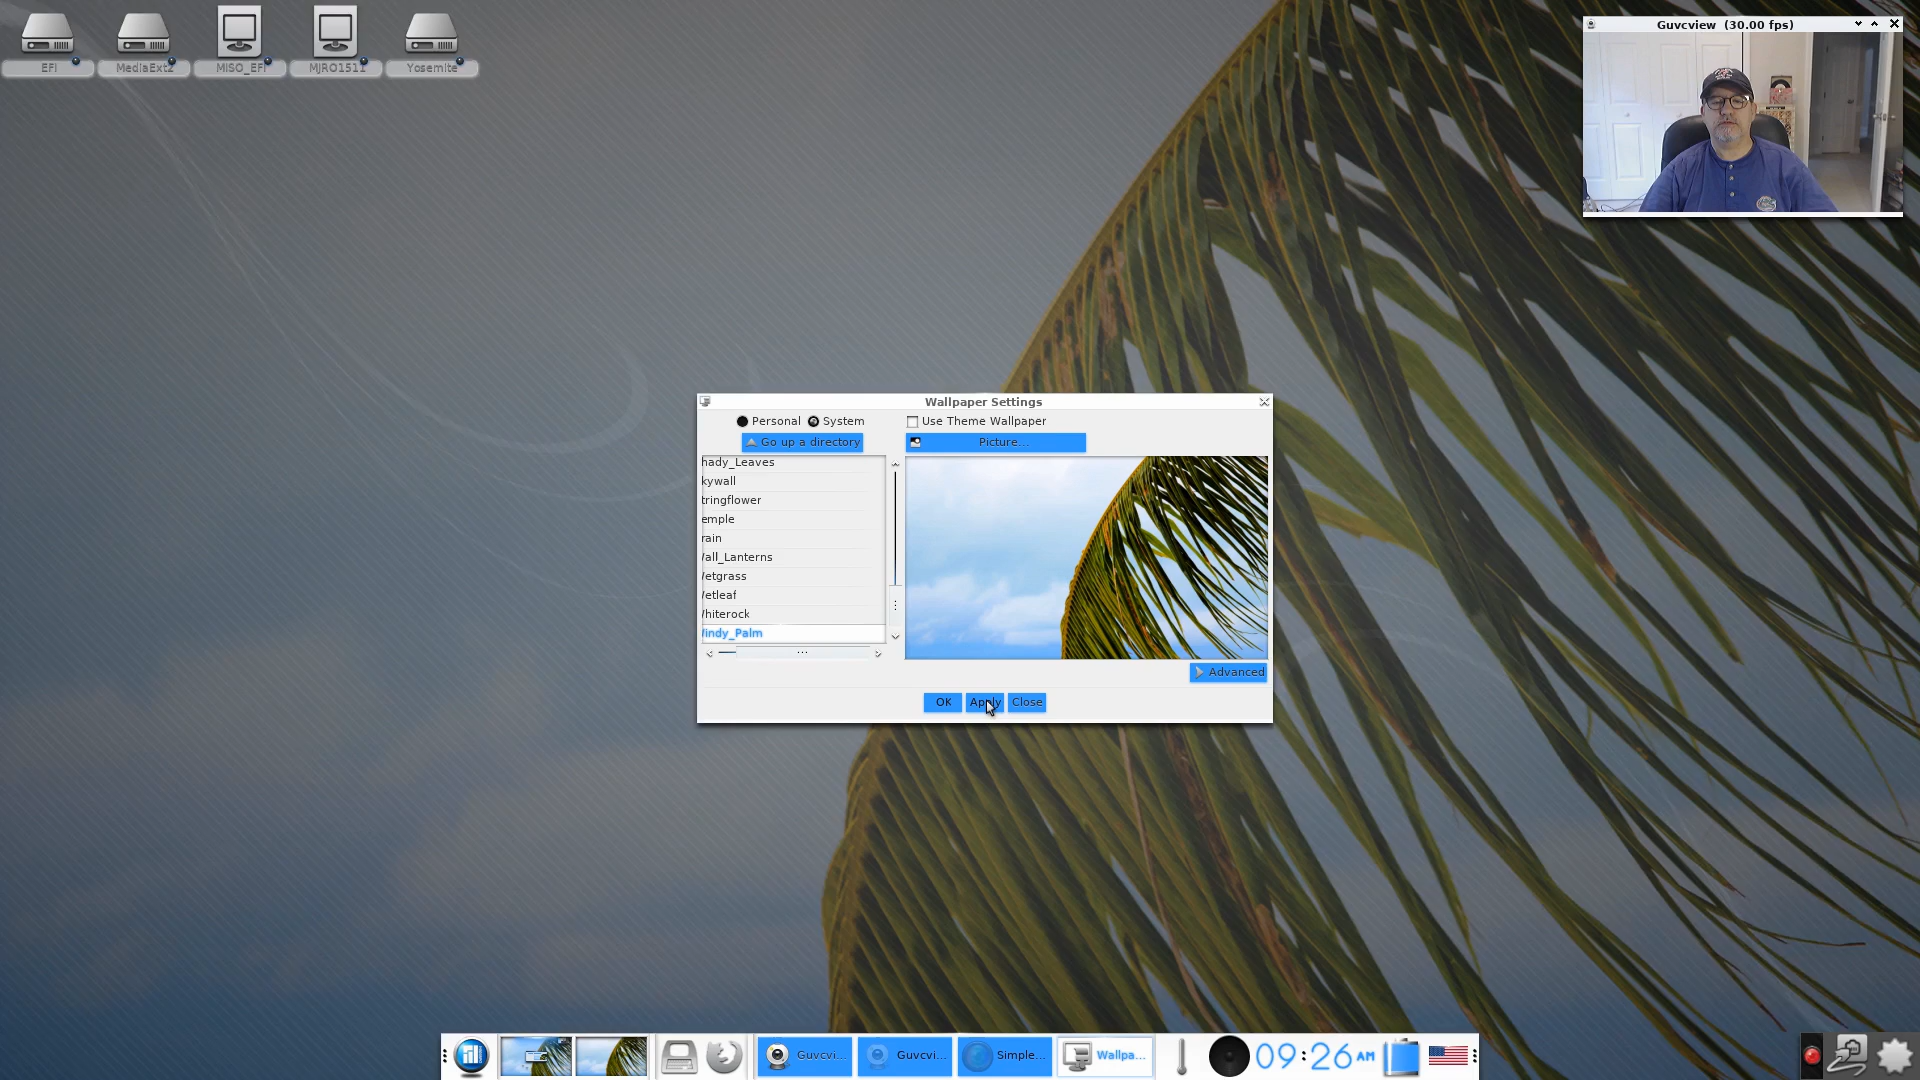 EFI
MediaExt2
MISO_EFI
MJRO1511
Yosemite
Guvcview (30.00 fps)
Wallpaper Settings
Personal System
Use Theme Wallpaper
Go up a directory
Picture...
hady_Leaves
kywall
tringflower
emple
rain
all_Lanterns
etgrass
etleaf
hiterock
indy_Palm
Advanced
OK Apply Close
Guvcvi...
Guvcvi...
Simple...
Wallpa...
09:26 AM